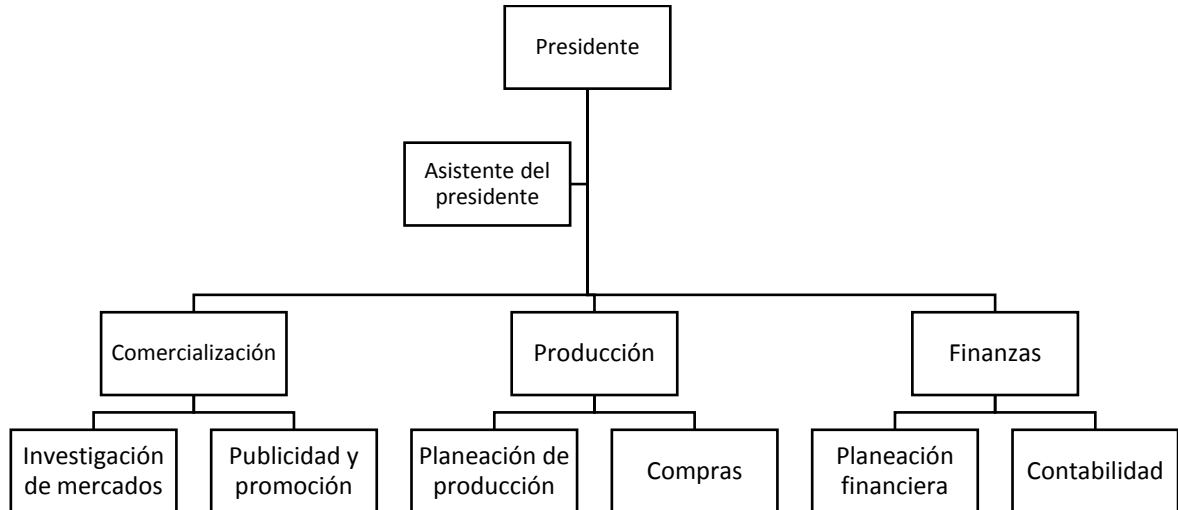 Presidente
Asistente del
presidente
Comercialización
Producción
Finanzas
Investigación
de mercados
Publicidad y
promoción
Planeación de
producción
Compras
Planeación
financiera
Contabilidad